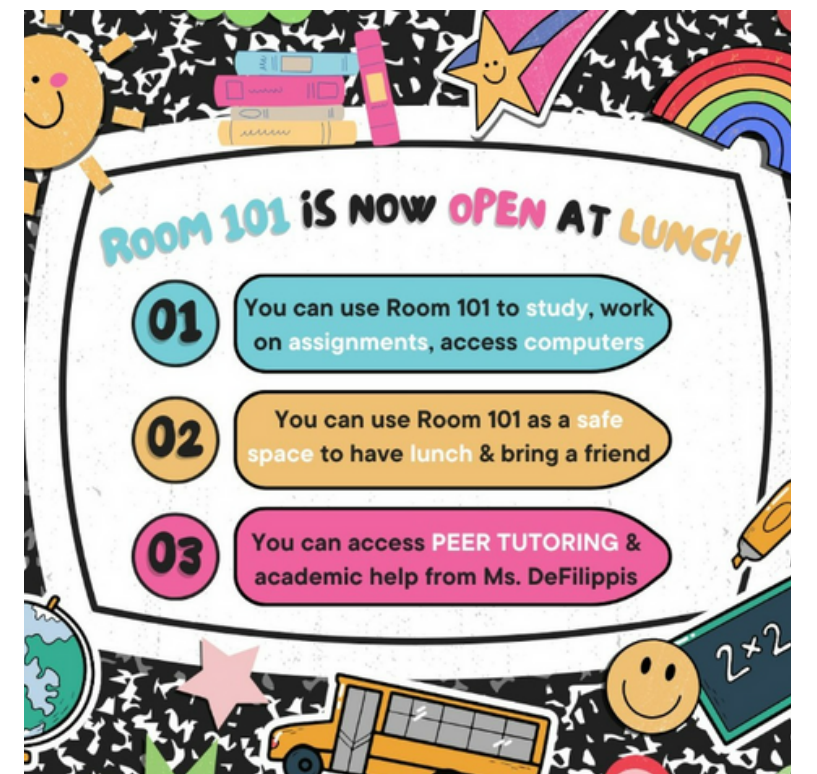 ROOM 101 iS NOW OPEN AT LUNCH
01
You can use Room 101 to study, work
on assignments, access computers
02
You can use Room 101 as a safe
space to have lunch & bring a friend
03
You can access PEER TUTORING &
academic help from Ms. DeFilippis
2×2